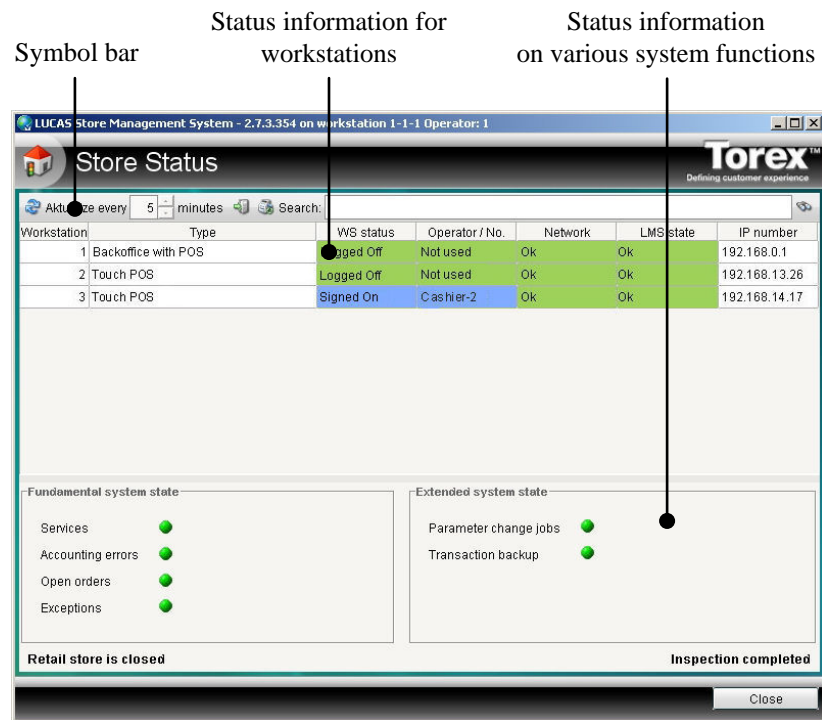 Status information for
workstations
Status information
on various system functions
Symbol bar
LUCAS Store Management System - 2.7.3.354 on workstation 1-1-1 Operator: 1
Store Status
Torex™
Defining customer experience
every 5 minutes Search:
Workstation Type WS status Operator / No. Network LMS state IP number
1 Backoffice with POS Logged Off Not used Ok Ok 192.168.0.1
2 Touch POS Logged Off Not used Ok Ok 192.168.13.26
3 Touch POS Signed On Cashier-2 Ok Ok 192.168.14.17
Fundamental system state Extended system state
Services Parameter change jobs
Accounting errors Transaction backup
Open orders
Exceptions
Retail store is closed Inspection completed
Close